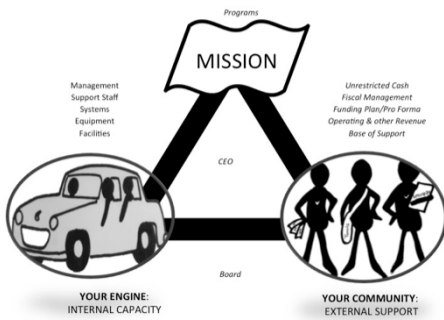 Programs
MISSION
Management
Support Staff
Systems
Equipment
Facilities
Unrestricted Cash
Fiscal Management
Funding Plan/Pro Forma
Operating & other Revenue
Base of Support
CEO
Board
YOUR ENGINE:
INTERNAL CAPACITY
YOUR COMMUNITY:
EXTERNAL SUPPORT